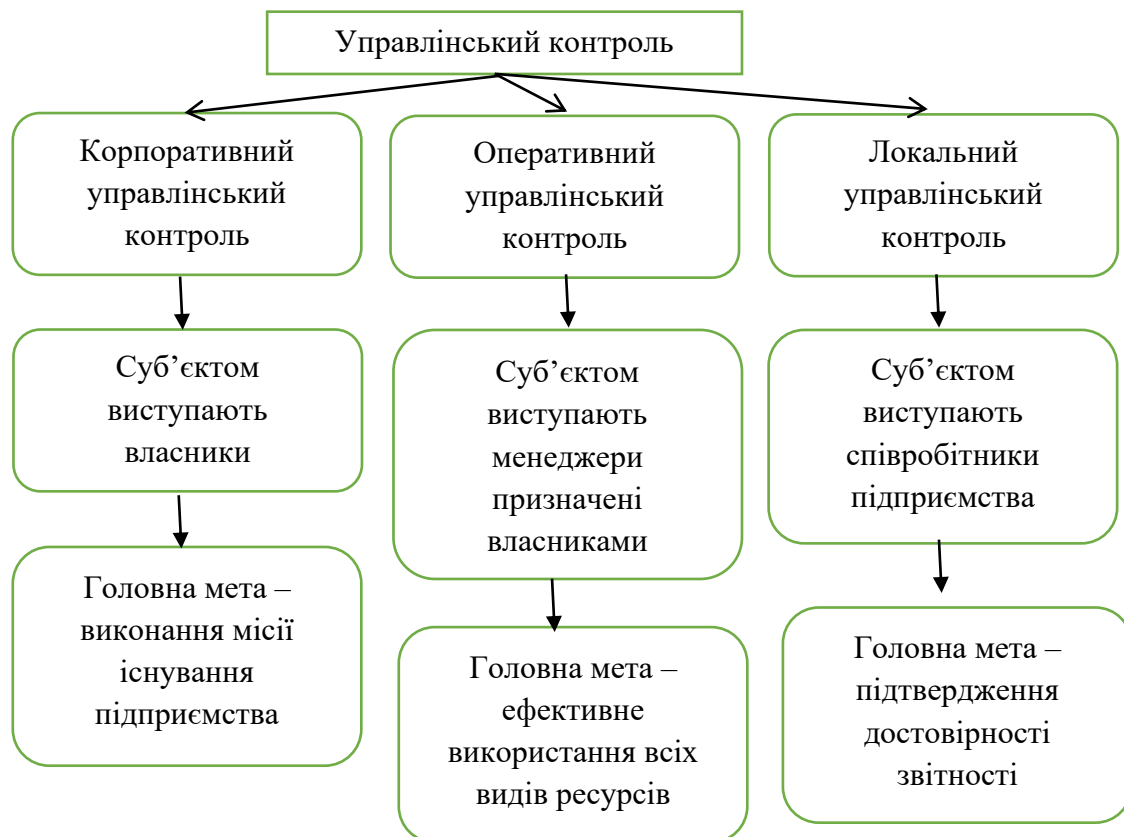 Управлінський контроль
Корпоративний
управлінський
контроль
Оперативний
управлінський
контроль
Локальний
управлінський
контроль
Суб’єктом
виступають
власники
Суб’єктом
виступають
менеджери
призначені
власниками
Суб’єктом
виступають
співробітники
підприємства
Головна мета –
виконання місії
існування
підприємства
Головна мета –
ефективне
використання всіх
видів ресурсів
Головна мета –
підтвердження
достовірності
звітності